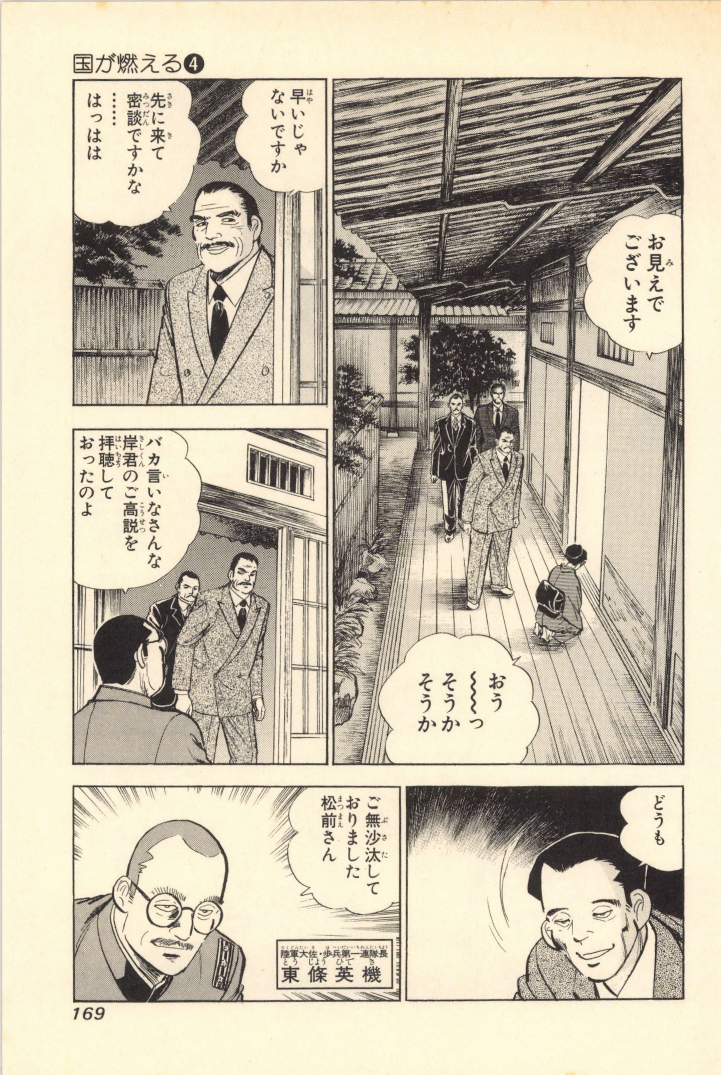 国が燃える❹
お見えで
ございます
おう
〜〜〜っ
そうか
そうか
早いじゃ
ないですか
先に来て
密談ですかな
……
はっはは
バカ言いなさんな
岸君のご高説を
拝聴して
おったのよ
どうも
ご無沙汰して
おりました
松前さん
陸軍大佐・歩兵第一連隊長
東條英機
169